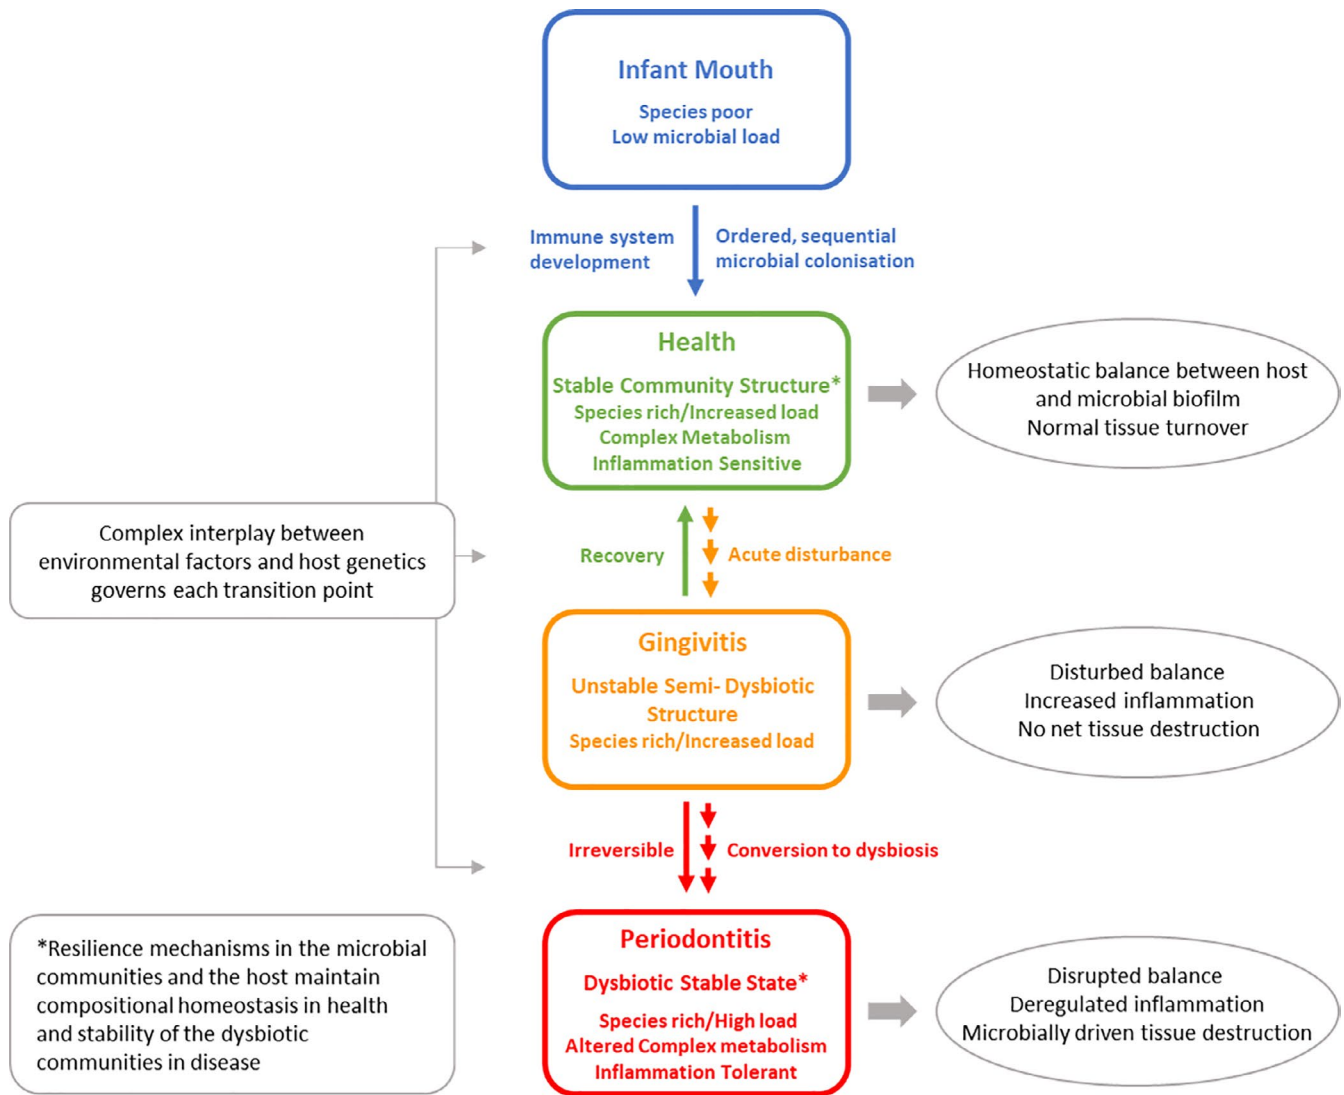 Infant Mouth
Species poor
Low microbial load
Immune system
development
Ordered, sequential
microbial colonisation
Health
Stable Community Structure*
Species rich/Increased load
Complex Metabolism
Inflammation Sensitive
Homeostatic balance between host
and microbial biofilm
Normal tissue turnover
Complex interplay between
environmental factors and host genetics
governs each transition point
Recovery
Acute disturbance
Gingivitis
Unstable Semi- Dysbiotic
Structure
Species rich/Increased load
Disturbed balance
Increased inflammation
No net tissue destruction
Irreversible
Conversion to dysbiosis
Periodontitis
Dysbiotic Stable State*
Species rich/High load
Altered Complex metabolism
Inflammation Tolerant
Disrupted balance
Deregulated inflammation
Microbially driven tissue destruction
*Resilience mechanisms in the microbial
communities and the host maintain
compositional homeostasis in health
and stability of the dysbiotic
communities in disease